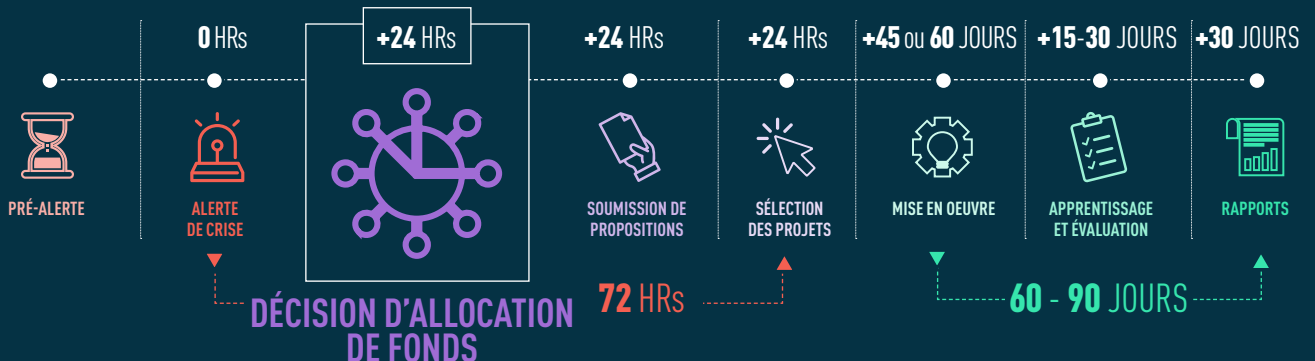 0 HRs
+24 HRs
+24 HRs
+24 HRs
+45 ou 60 JOURS
+15-30 JOURS
+30 JOURS
PRÉ-ALERTE
ALERTE
DE CRISE
SOUMISSION DE
PROPOSITIONS
SÉLECTION
DES PROJETS
MISE EN OEUVRE
APPRENTISSAGE
ET ÉVALUATION
RAPPORTS
DÉCISION D'ALLOCATION
DE FONDS
72 HRs
60 - 90 JOURS